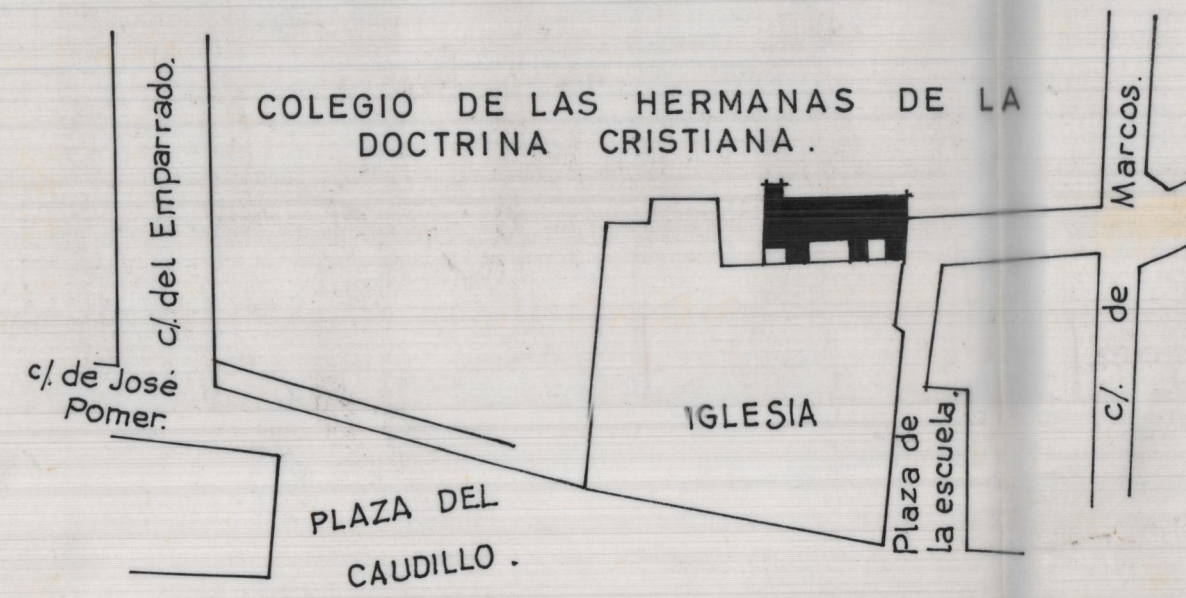 COLEGIO DE LAS HERMANAS DE LA
DOCTRINA CRISTIANA.
c/. del Emparrado.
c/. de José
Pomer.
PLAZA DEL
CAUDILLO.
IGLESIA
Plaza de
la escuela.
c/. de Marcos.